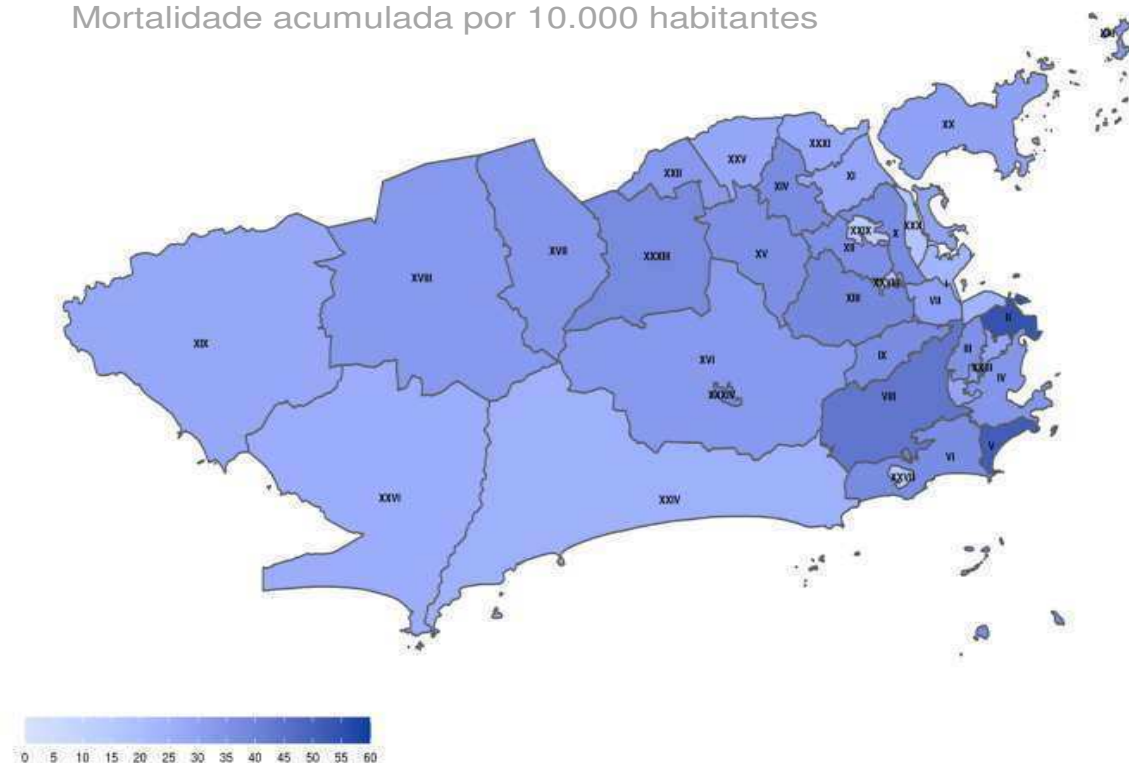 Mortalidade acumulada por 10.000 habitantes
XX
XXXI
XXV
XI
XXII
XIV
XXX
XXIX
X
XII
XV
XVII
XXXIII
XVIII
I
XIII
VII
II
XIX
III
IX
XVI
IV
VIII
V
VI
XXVI
XXIV
0 5 10 15 20 25 30 35 40 45 50 55 60